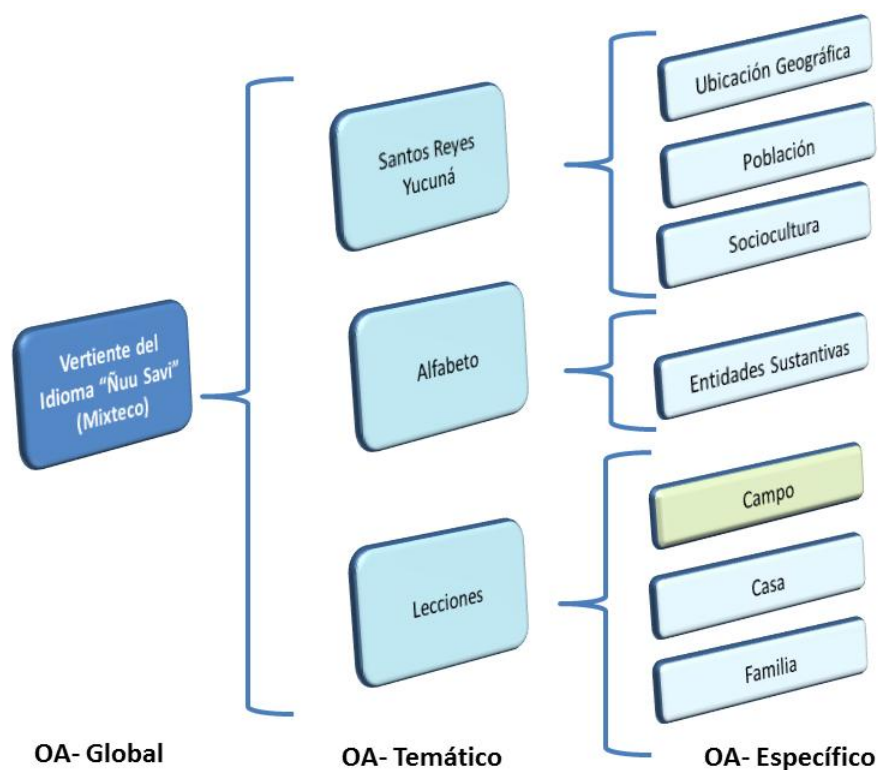 Vertiente del
Idioma “Ñuu Savi”
(Mixteco)
Santos Reyes
Yucuná
Ubicación Geográfica
Población
Sociocultura
Alfabeto
Entidades Sustantivas
Lecciones
Campo
Casa
Familia
OA- Global
OA- Temático
OA- Específico